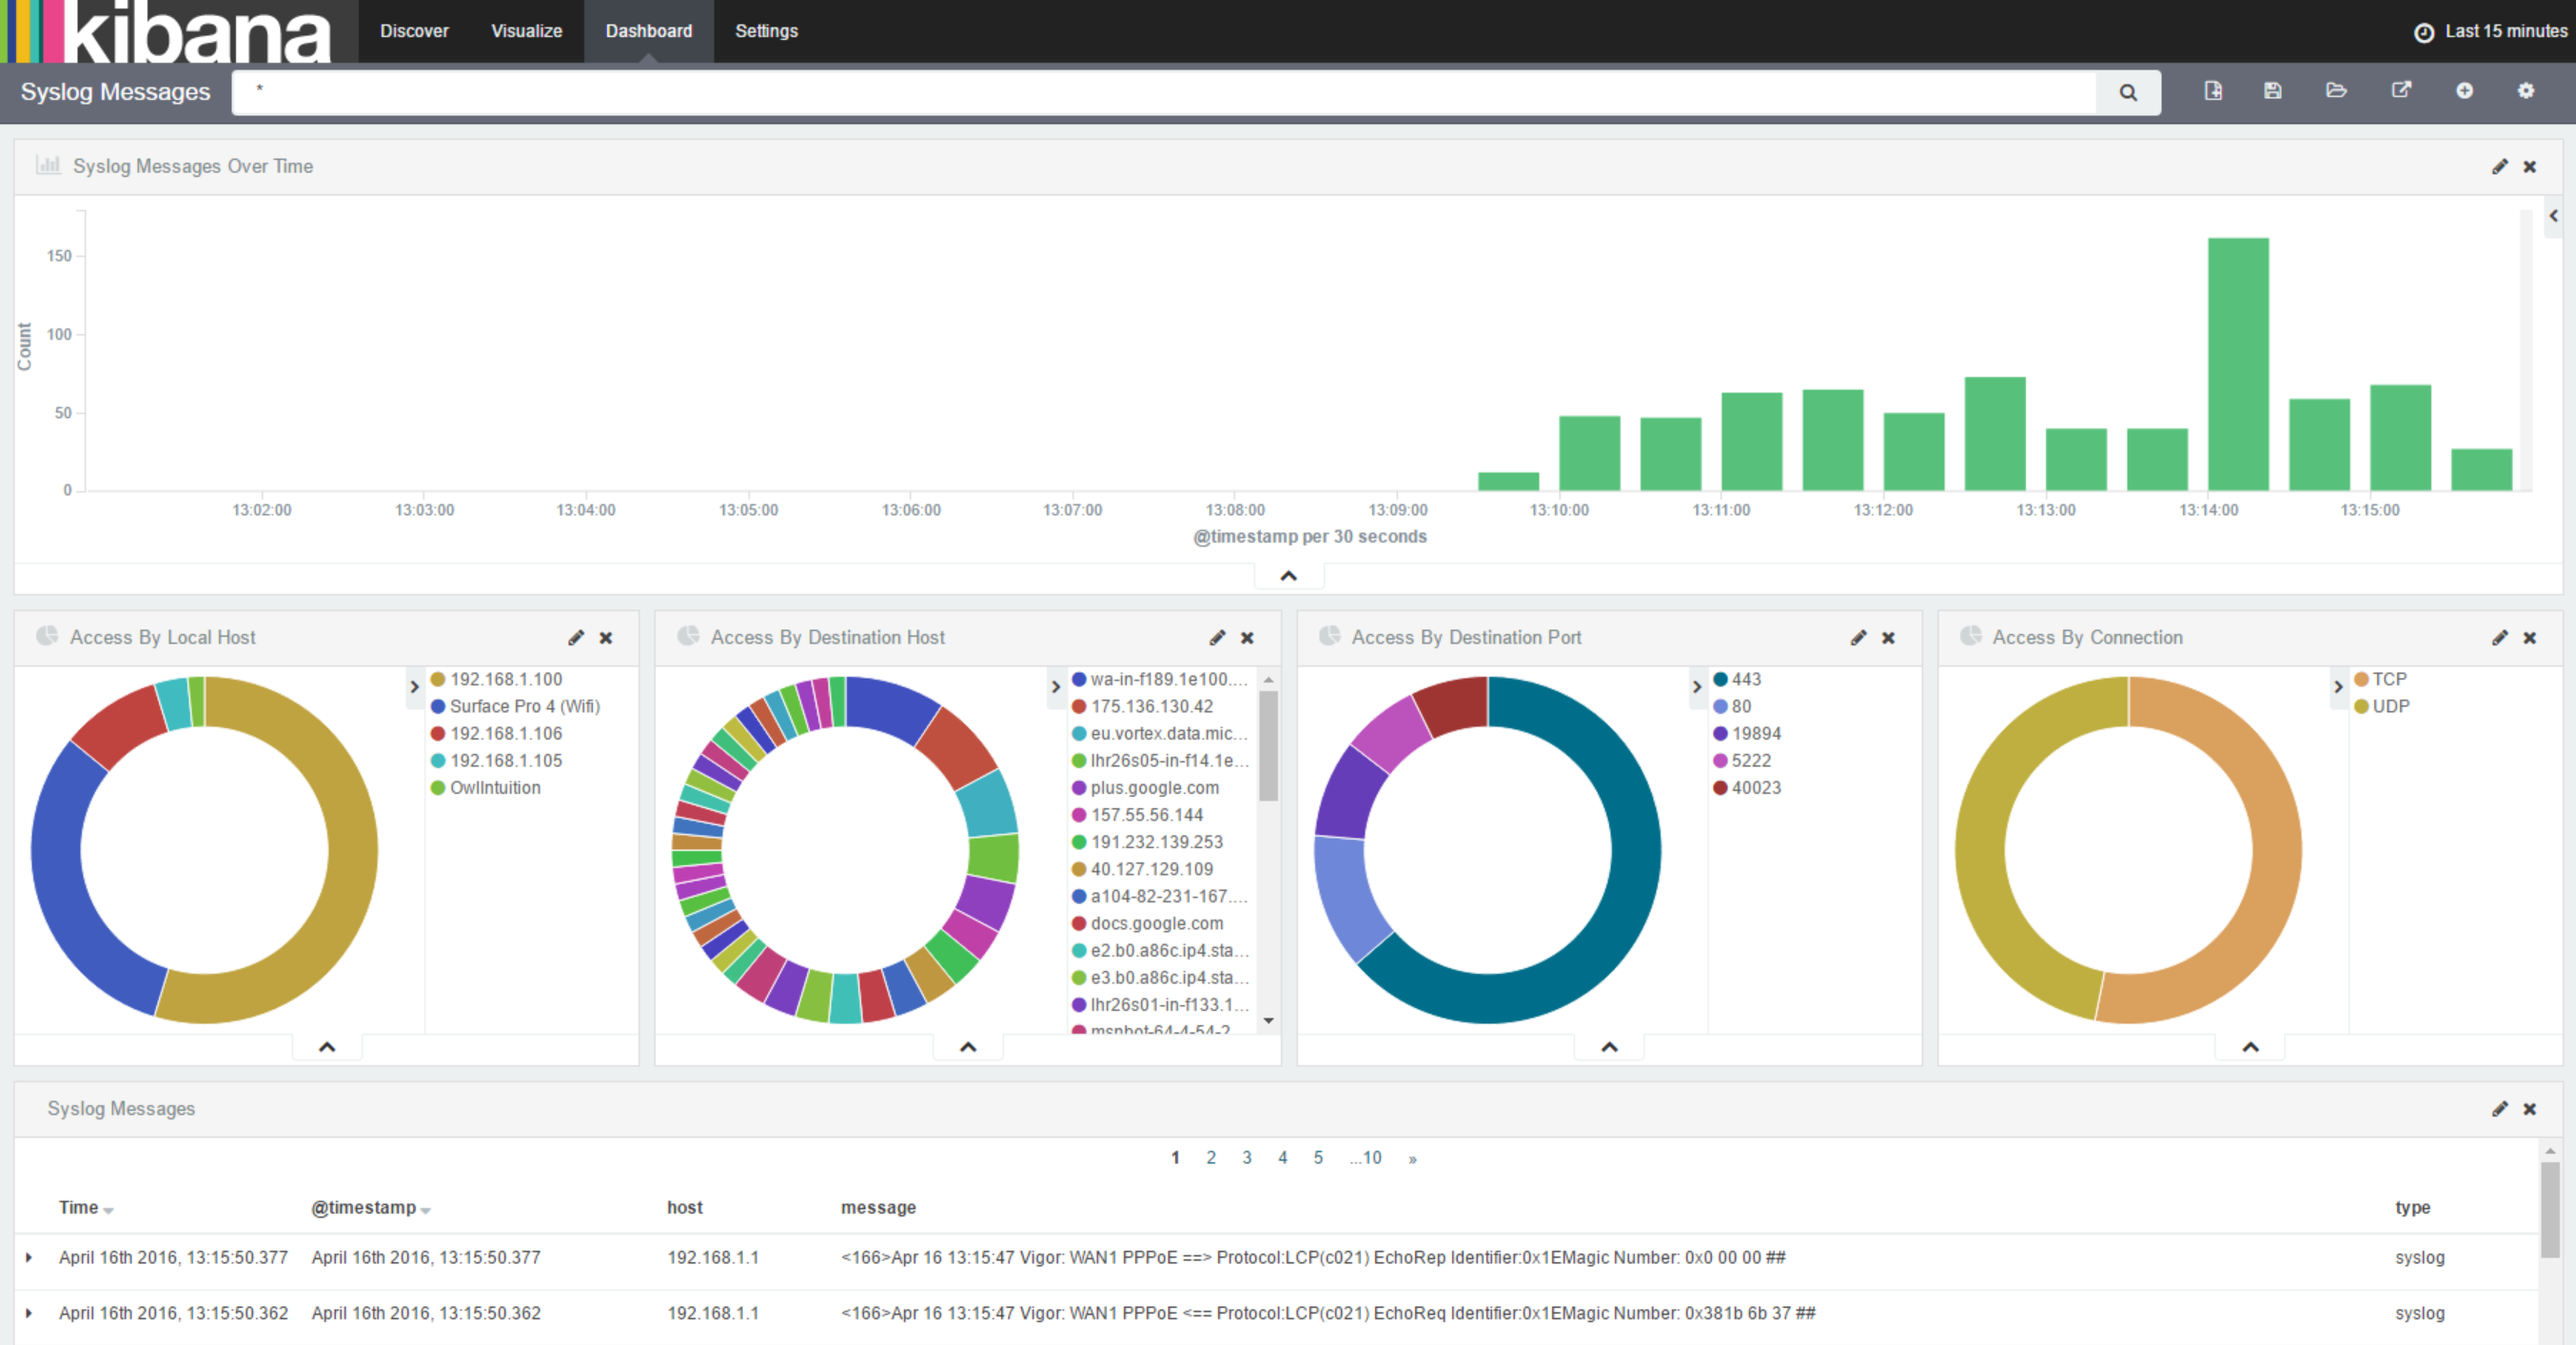 kibana Discover Visualize Dashboard Settings Last 15 minutes
Syslog Messages *
Syslog Messages Over Time
150
100
50
0
Count
13:02:00 13:03:00 13:04:00 13:05:00 13:06:00 13:07:00 13:08:00 13:09:00 13:10:00 13:11:00 13:12:00 13:13:00 13:14:00 13:15:00
@timestamp per 30 seconds
Access By Local Host
192.168.1.100
Surface Pro 4 (Wifi)
192.168.1.106
192.168.1.105
OwlIntuition
Access By Destination Host
wa-in-f189.1e100....
175.136.130.42
eu.vortex.data.mic...
lhr26s05-in-f14.1e...
plus.google.com
157.55.56.144
191.232.139.253
40.127.129.109
a104-82-231-167....
docs.google.com
e2.b0.a86c.ip4.sta...
e3.b0.a86c.ip4.sta...
lhr26s01-in-f133.1...
msnbot-64-4-54-2
Access By Destination Port
443
80
19894
5222
40023
Access By Connection
TCP
UDP
Syslog Messages
1 2 3 4 5 ...10 »
Time @timestamp host message type
April 16th 2016, 13:15:50.377 April 16th 2016, 13:15:50.377 192.168.1.1 <166>Apr 16 13:15:47 Vigor: WAN1 PPPoE ==> Protocol:LCP(c021) EchoRep Identifier:0x1EMagic Number: 0x0 00 00 ## syslog
April 16th 2016, 13:15:50.362 April 16th 2016, 13:15:50.362 192.168.1.1 <166>Apr 16 13:15:47 Vigor: WAN1 PPPoE <== Protocol:LCP(c021) EchoReq Identifier:0x1EMagic Number: 0x381b 6b 37 ## syslog